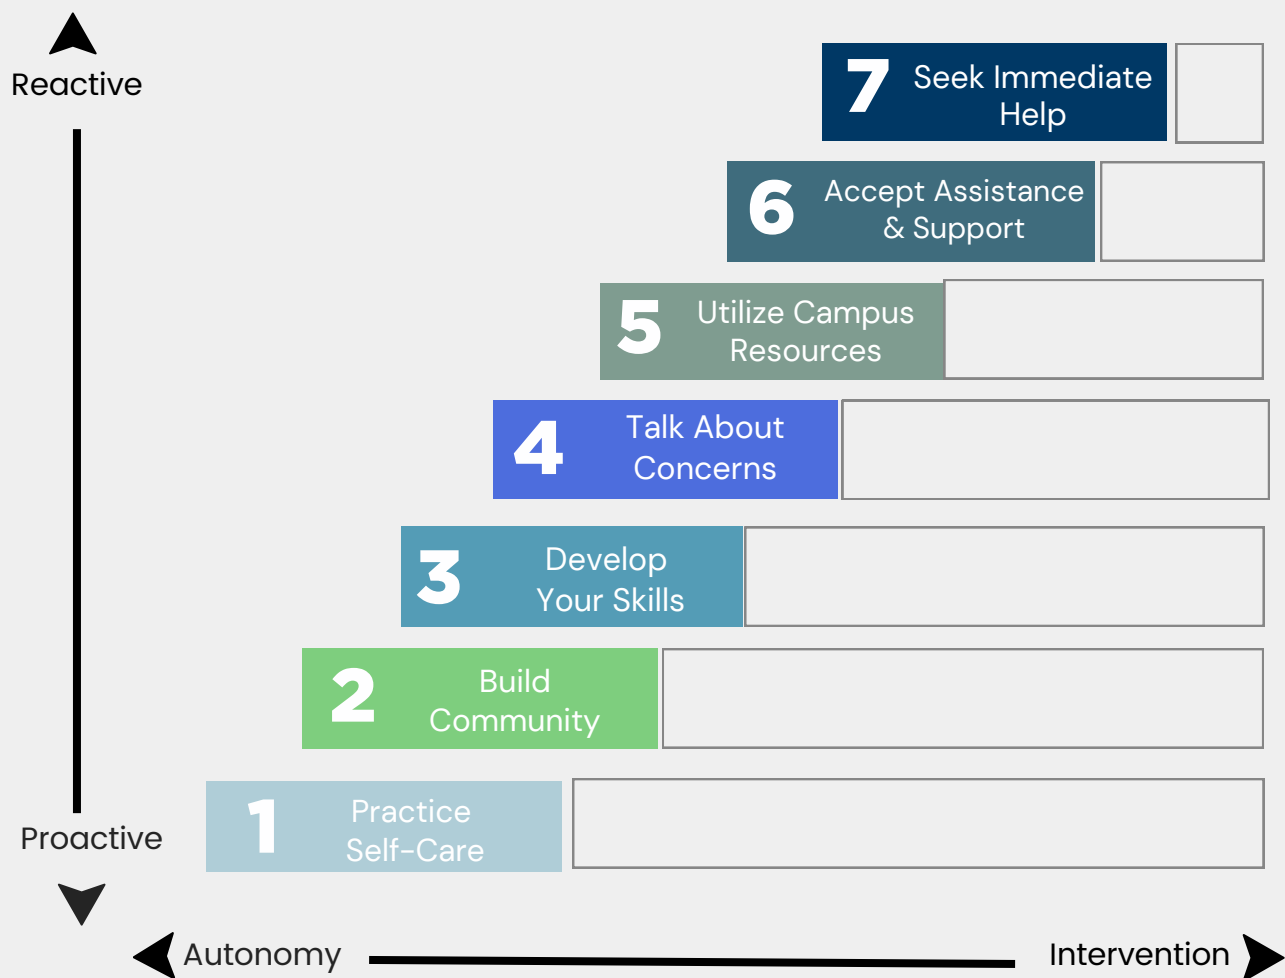 Reactive
7 Seek Immediate
Help
6 Accept Assistance
& Support
5 Utilize Campus
Resources
4 Talk About
Concerns
3 Develop
Your Skills
2 Build
Community
1 Practice
Self-Care
Proactive
Autonomy
Intervention